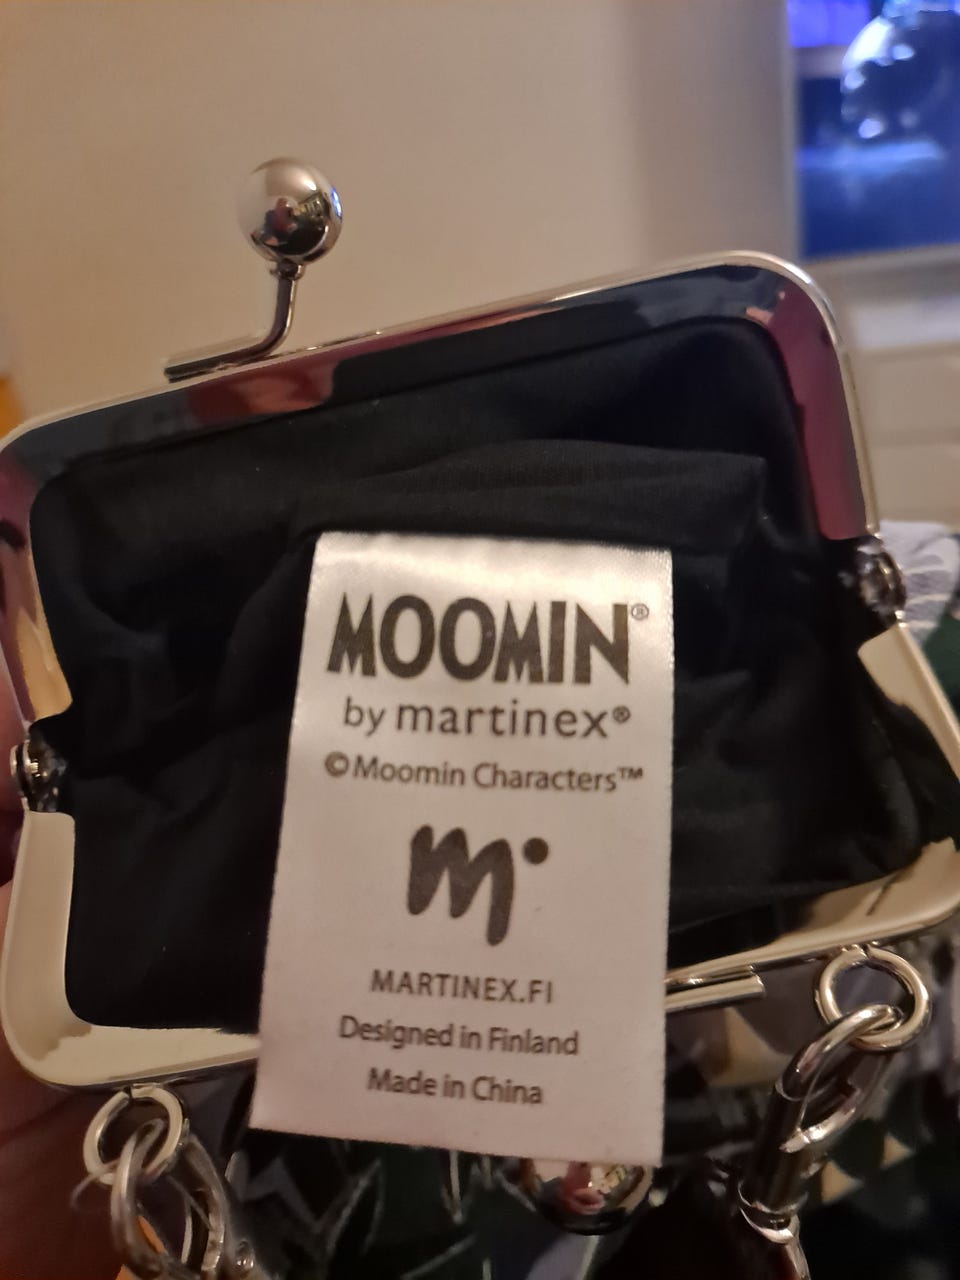 MOOMIN®
by martinex®
©Moomin Characters™
m
MARTINEX.FI
Designed in Finland
Made in China